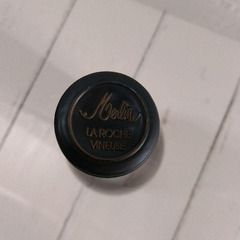 Merlin
LA ROCHE
VINEUSE